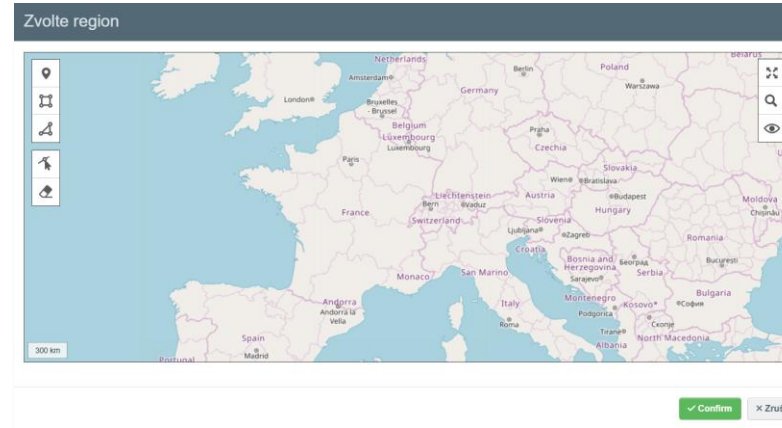 Zvolte region
Netherlands
Belarus
Berlin
Poland
Amsterdam
Warszawa
London
Germany
Bruxelles
- Brussel
Belgium
Praha
Luxembourg
Luxembourg
Czechia
Paris
Slovakia
Wien
Bratislava
Liechtenstein
Austria
Budapest
Moldova
Bern
Vaduz
Hungary
Chișinău
France
Switzerland
Slovenia
Ljubljana
Zagreb
Romania
Croatia
Bosnia and
Herzegovina
Београд
București
Monaco
San Marino
Serbia
Sarajevo
Andorra
Italy
Montenegro
Kosovo*
Bulgaria
Andorra la
Vella
Podgorica
София
Roma
Скопје
Spain
Tiranë
North Macedonia
300 km
Madrid
Albania
Portugal
Confirm
× Zruš